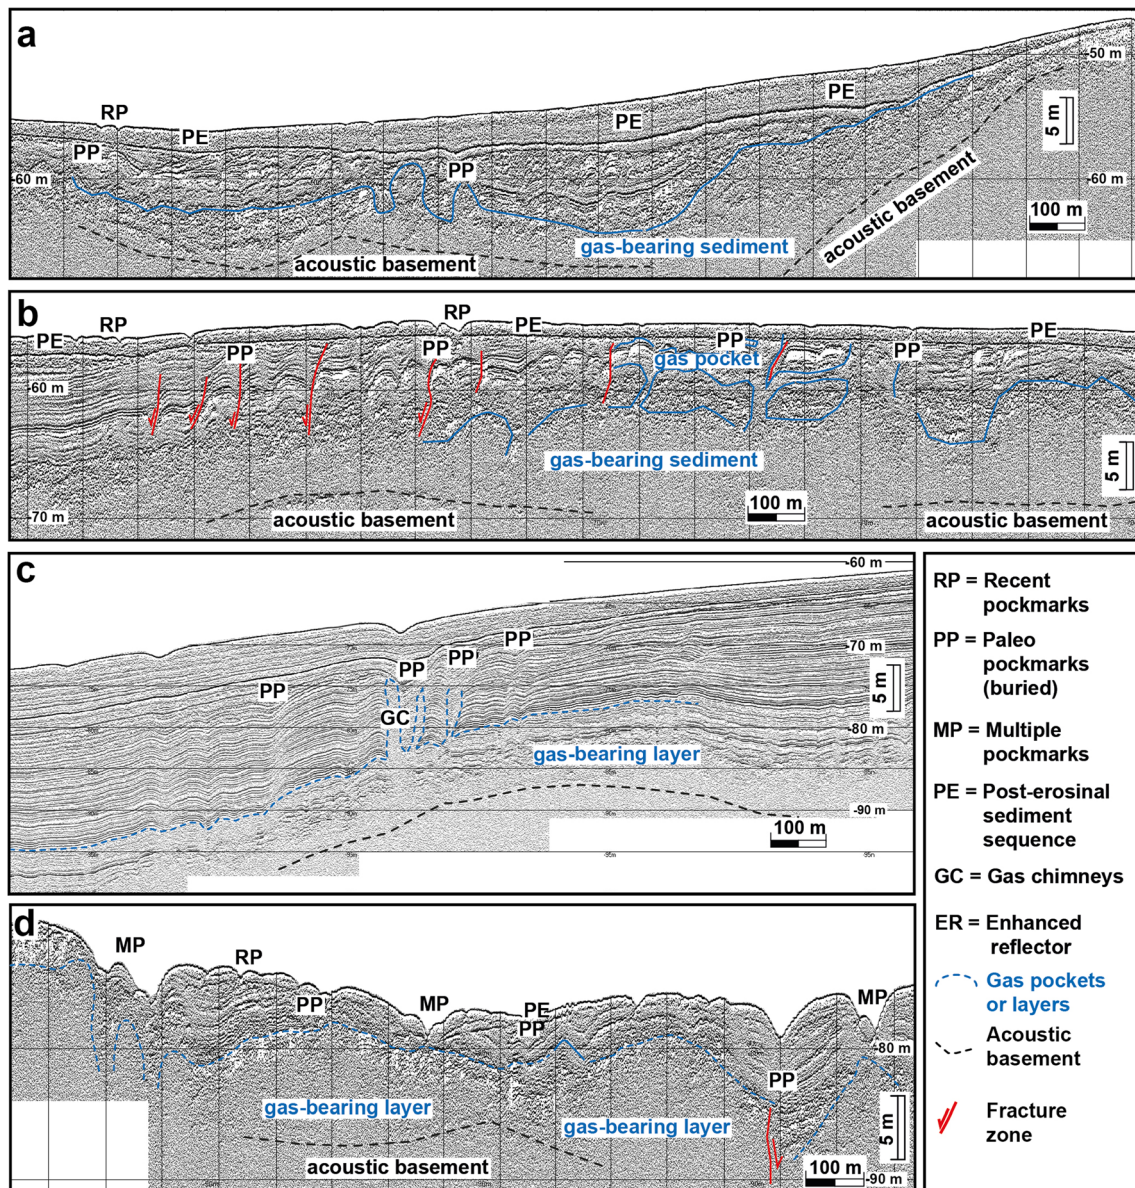 a
RP
PE
PP
60 m
PP
PE
PE
50 m
5 m
60 m
100 m
gas-bearing sediment
acoustic basement
acoustic basement
b
PE
RP
PP
RP
PP
PE
PP
gas pocket
PP
PE
60 m
gas-bearing sediment
5 m
70 m
acoustic basement
100 m
acoustic basement
c
-60 m
-70 m
PP
PP
PP
PP
GC
5 m
-80 m
gas-bearing layer
-90 m
100 m
d
MP
RP
PP
MP
PE
PP
MP
-80 m
PP
gas-bearing layer
gas-bearing layer
5 m
acoustic basement
100 m
-90 m
RP = Recent
pockmarks
PP = Paleo
pockmarks
(buried)
MP = Multiple
pockmarks
PE = Post-erosinal
sediment
sequence
GC = Gas chimneys
ER = Enhanced
reflector
Gas pockets
or layers
Acoustic
basement
Fracture
zone